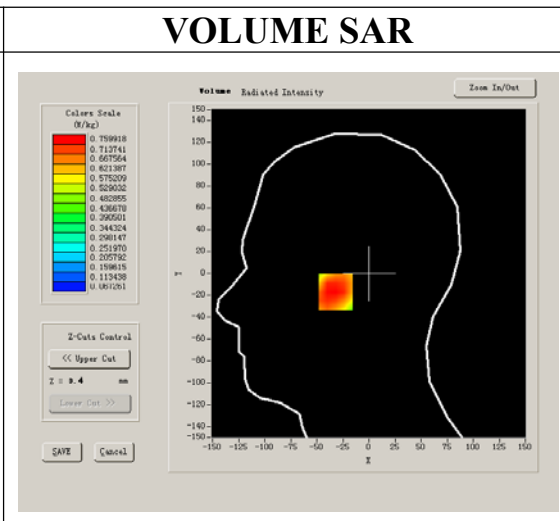 VOLUME SAR
Volume Radiated Intensity
Zoom In/Out
Colors Scale
(W/kg)
0.759918
0.713741
0.667564
0.621387
0.575209
0.529032
0.482855
0.436678
0.390501
0.344324
0.298147
0.251970
0.205792
0.159615
0.113438
0.067261
Z-Cuts Control
<< Upper Cut
Z = 0.4 mm
Lower Cut >>
SAVE
Cancel
150
140
120
100
80
60
40
20
0
-20
-40
-60
-80
-100
-120
-140
-150
Y
-150 -125 -100 -75 -50 -25 0 25 50 75 100 125 150
X